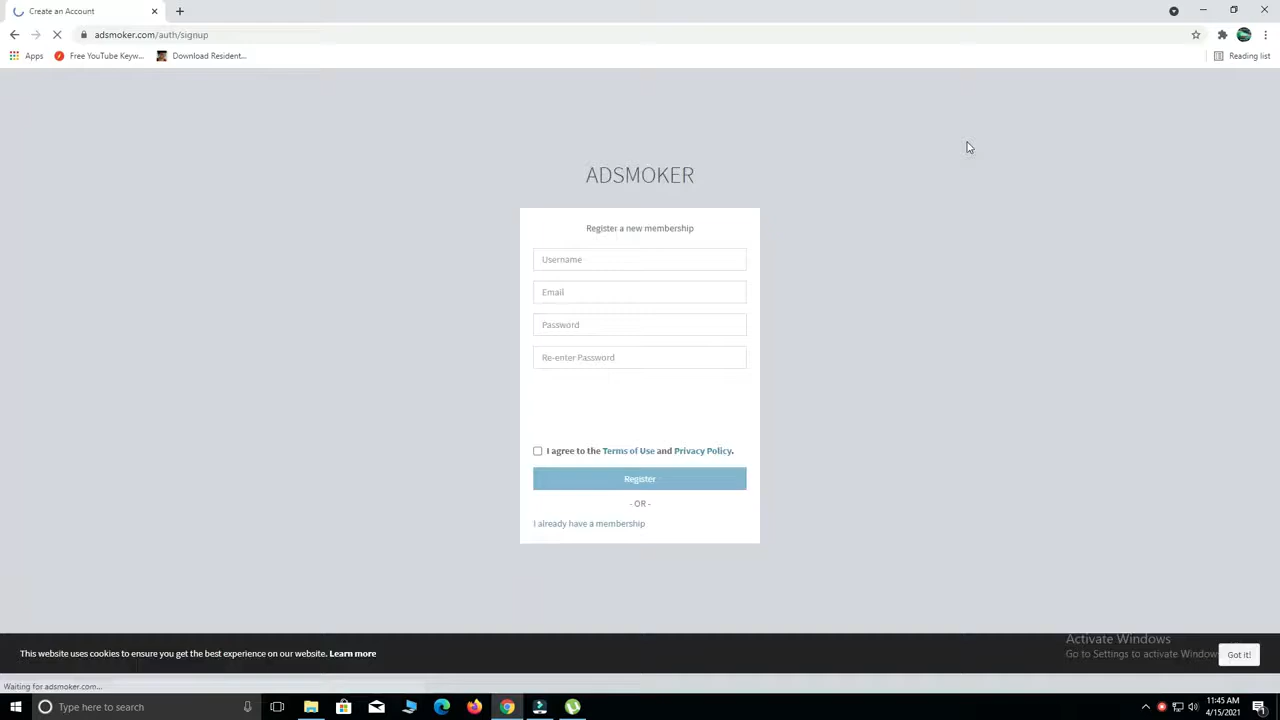 Create an Account
adsmoker.com/auth/signup
Apps
Free YouTube Keyw...
Download Resident...
Reading list
ADSMOKER
Register a new membership
Username
Email
Password
Re-enter Password
I agree to the Terms of Use and Privacy Policy.
Register
- OR -
I already have a membership
Activate Windows
Go to Settings to activate Window
This website uses cookies to ensure you get the best experience on our website. Learn more
Got it!
Waiting for adsmoker.com...
Type here to search
11:45 AM
4/15/2021
1